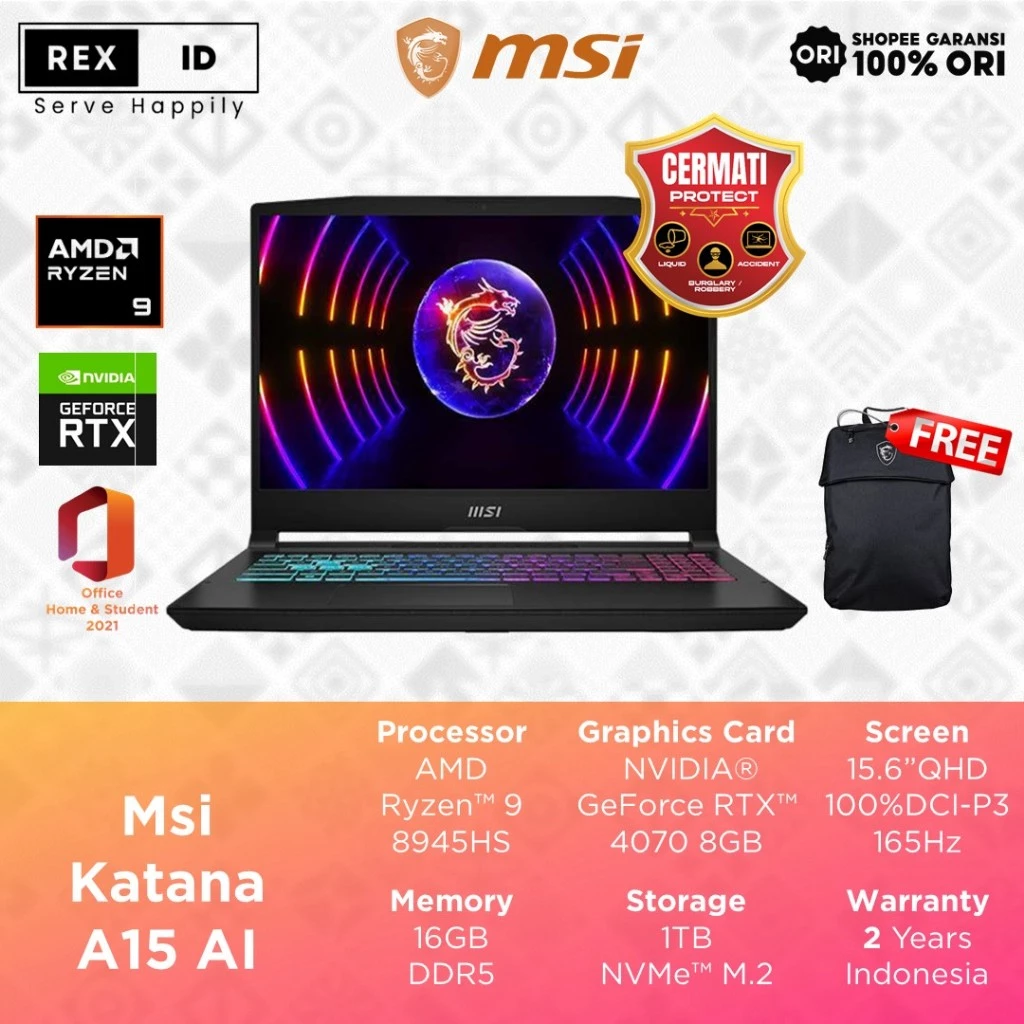 REX ID
Serve Happily
msi
ORI
SHOPEE GARANSI
100% ORI
CERMATI
PROTECT
LIQUID
ACCIDENT
BURGLARY /
ROBBERY
AMD
RYZEN
9
NVIDIA
GEFORCE
RTX
Office
Home & Student
2021
msi
FREE
Msi
Katana
A15 AI
Processor
AMD
Ryzen™ 9
8945HS
Graphics Card
NVIDIA®
GeForce RTX™
4070 8GB
Screen
15.6”QHD
100%DCI-P3
165Hz
Memory
16GB
DDR5
Storage
1TB
NVMe™ M.2
Warranty
2 Years
Indonesia